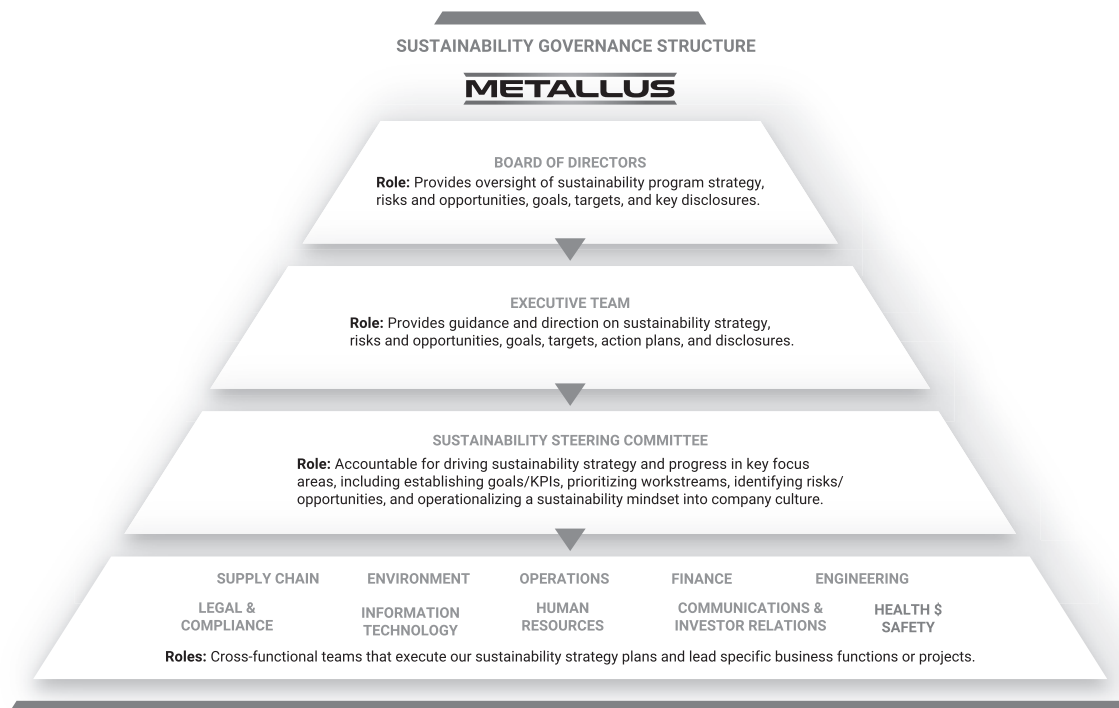 SUSTAINABILITY GOVERNANCE STRUCTURE
METALLUS
BOARD OF DIRECTORS
Role: Provides oversight of sustainability program strategy,
risks and opportunities, goals, targets, and key disclosures.
EXECUTIVE TEAM
Role: Provides guidance and direction on sustainability strategy,
risks and opportunities, goals, targets, action plans, and disclosures.
SUSTAINABILITY STEERING COMMITTEE
Role: Accountable for driving sustainability strategy and progress in key focus
areas, including establishing goals/KPIs, prioritizing workstreams, identifying risks/
opportunities, and operationalizing a sustainability mindset into company culture.
SUPPLY CHAIN
ENVIRONMENT
OPERATIONS
FINANCE
ENGINEERING
LEGAL &
COMPLIANCE
INFORMATION
TECHNOLOGY
HUMAN
RESOURCES
COMMUNICATIONS &
INVESTOR RELATIONS
HEALTH $
SAFETY
Roles: Cross-functional teams that execute our sustainability strategy plans and lead specific business functions or projects.